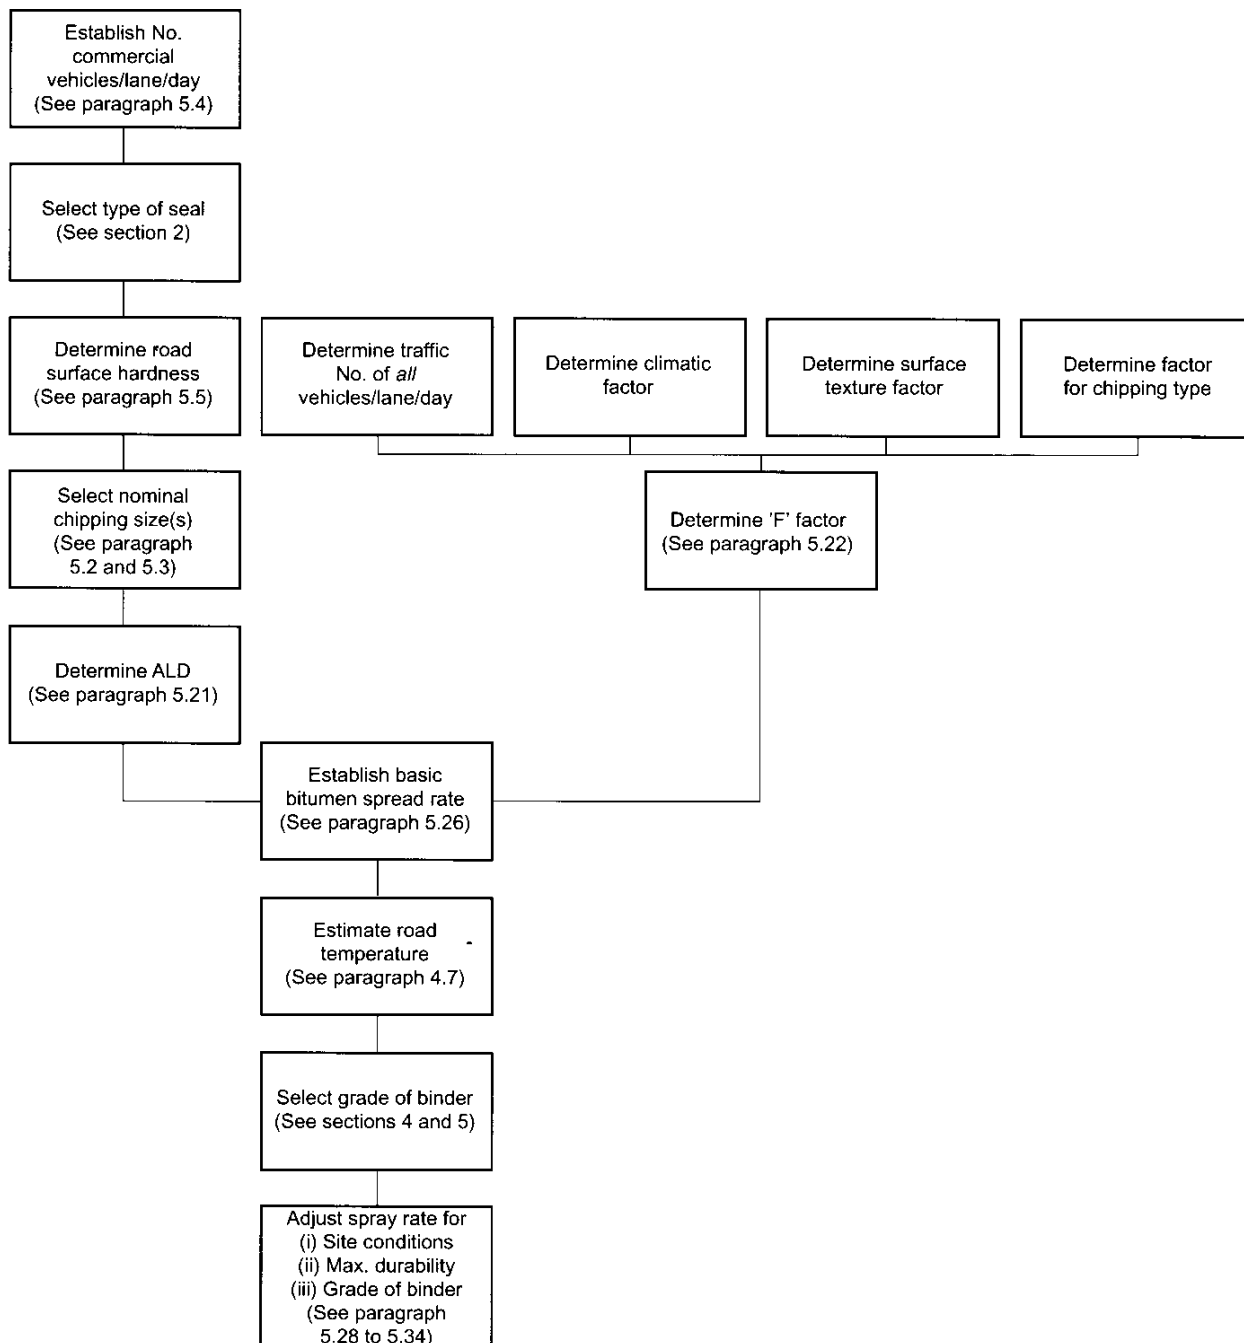 Establish No.
commercial
vehicles/lane/day
(See paragraph 5.4)
Select type of seal
(See section 2)
Determine road
surface hardness
(See paragraph 5.5)
Determine traffic
No. of all
vehicles/lane/day
Determine climatic
factor
Determine surface
texture factor
Determine factor
for chipping type
Select nominal
chipping size(s)
(See paragraph
5.2 and 5.3)
Determine 'F' factor
(See paragraph 5.22)
Determine ALD
(See paragraph 5.21)
Establish basic
bitumen spread rate
(See paragraph 5.26)
Estimate road
temperature
(See paragraph 4.7)
Select grade of binder
(See sections 4 and 5)
Adjust spray rate for
(i) Site conditions
(ii) Max. durability
(iii) Grade of binder
(See paragraph
5.28 to 5.34)